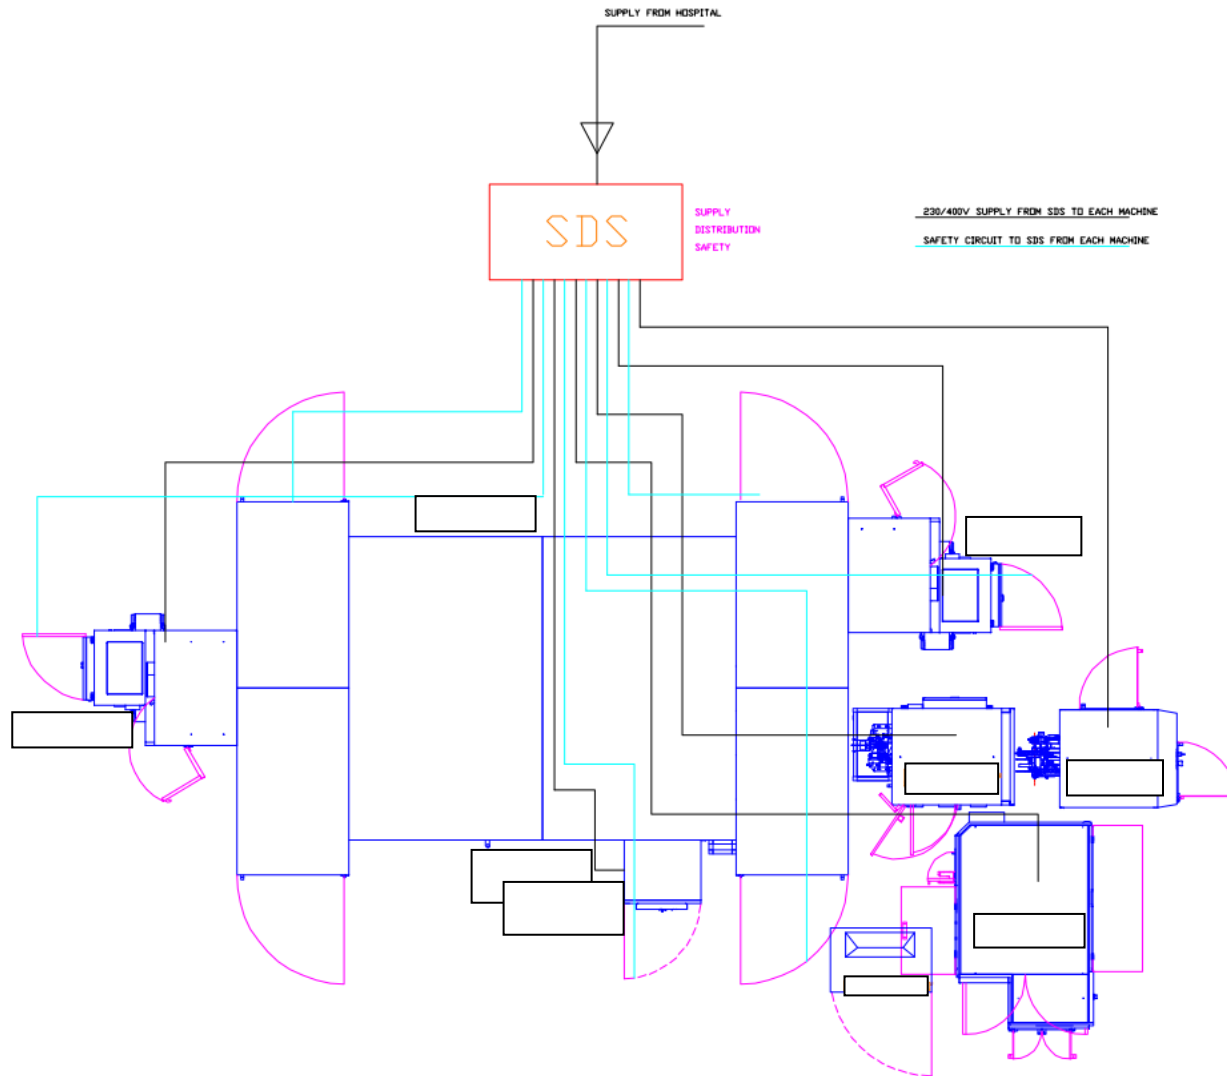 SUPPLY FROM HOSPITAL
SDS
SUPPLY
DISTRIBUTION
SAFETY
230/400V SUPPLY FROM SDS TO EACH MACHINE
SAFETY CIRCUIT TO SDS FROM EACH MACHINE